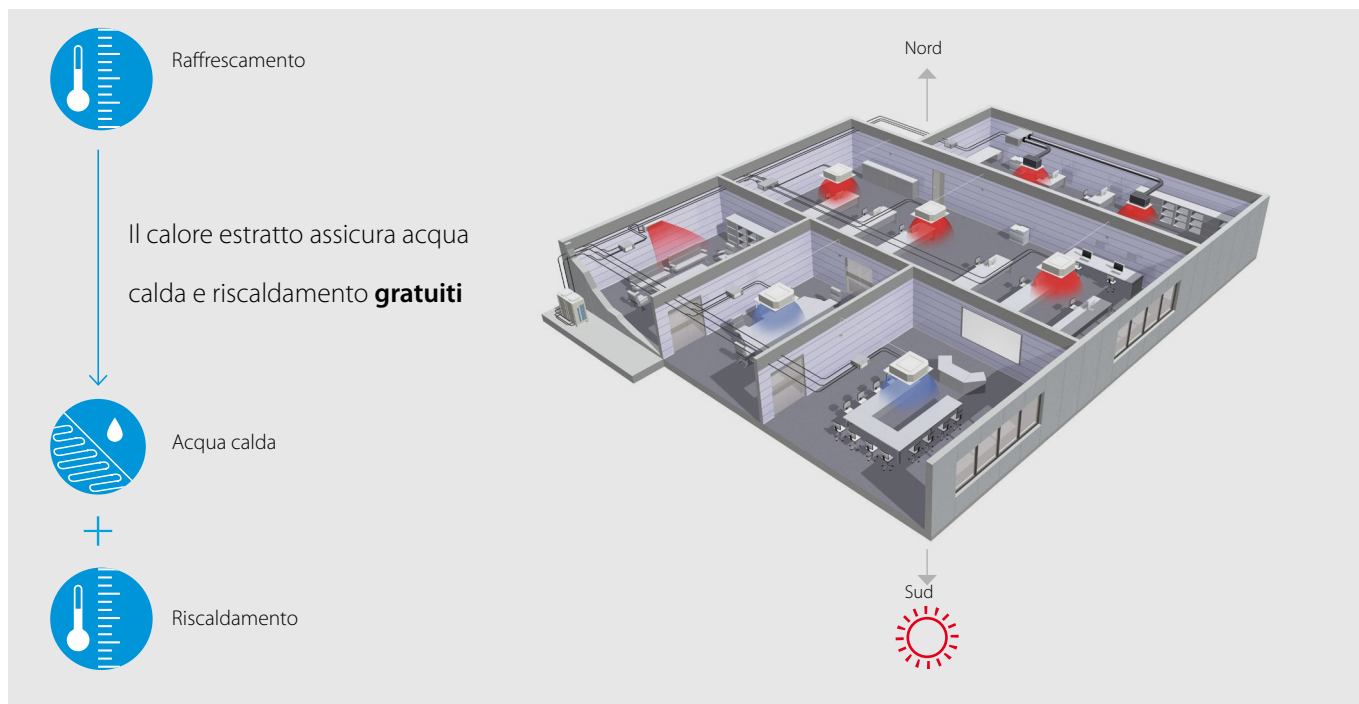 Raffrescamento
Il calore estratto assicura acqua
calda e riscaldamento gratuiti
Acqua calda
+
Riscaldamento
Nord
Sud